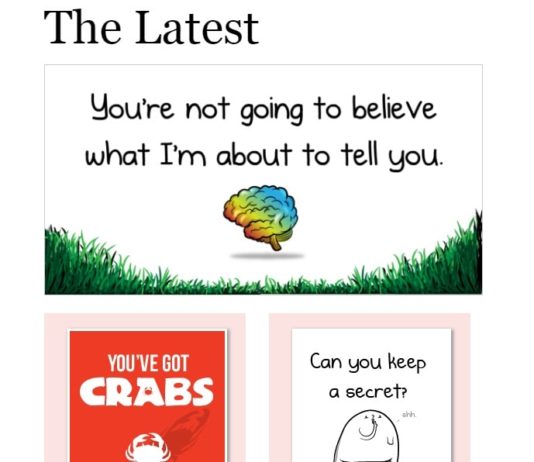 The Latest
You're not going to believe
what I'm about to tell you.
YOU'VE GOT
CRABS
Can you keep
a secret?
shh.